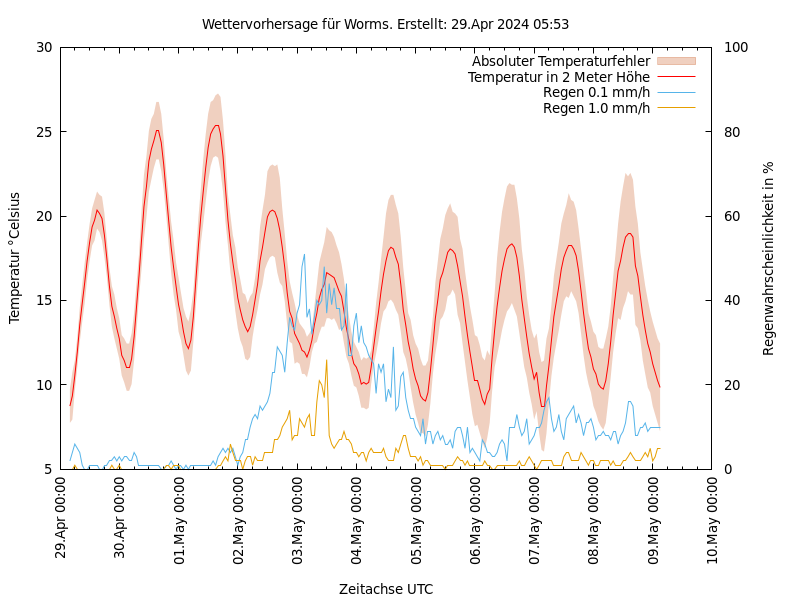 Wettervorhersage für Worms. Erstellt: 29.Apr 2024 05:53
Absoluter Temperaturfehler
Temperatur in 2 Meter Höhe
Regen 0.1 mm/h
Regen 1.0 mm/h
Temperatur °Celsius
30
25
20
15
10
5
100
80
60
40
20
0
Regenwahrscheinlichkeit in %
29.Apr 00:00
30.Apr 00:00
01.May 00:00
02.May 00:00
03.May 00:00
04.May 00:00
05.May 00:00
06.May 00:00
07.May 00:00
08.May 00:00
09.May 00:00
10.May 00:00
Zeitachse UTC